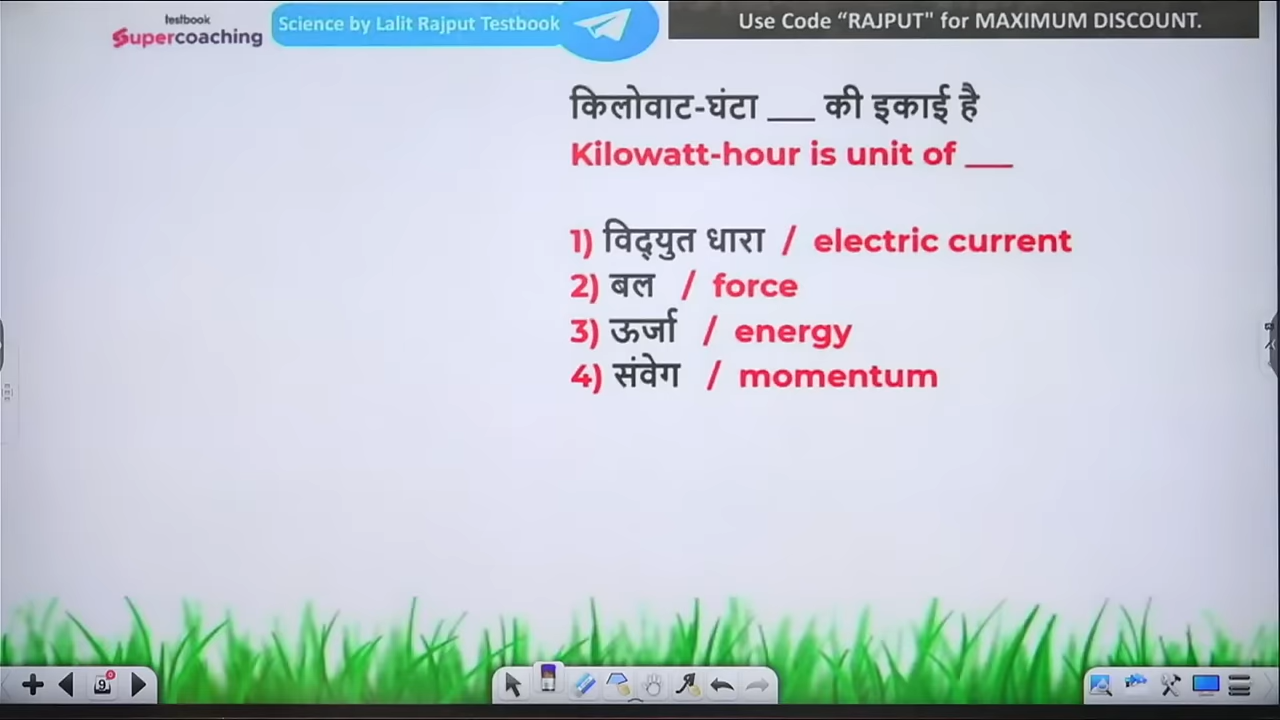 testbook
Supercoaching
Science by Lalit Rajput Testbook
Use Code “RAJPUT" for MAXIMUM DISCOUNT.
किलोवाट-घंटा ___ की इकाई है
Kilowatt-hour is unit of ___
1) विद्युत धारा / electric current
2) बल / force
3) ऊर्जा / energy
4) संवेग / momentum
9